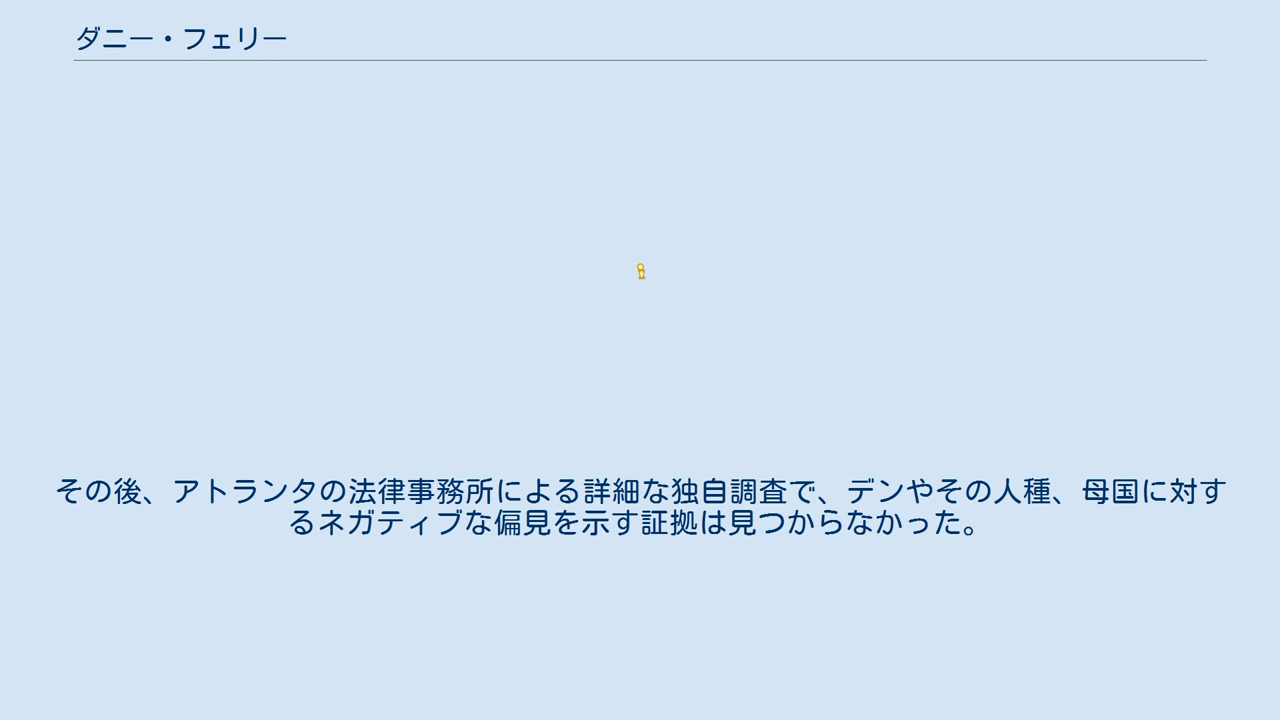 ダニー・フェリー
その後、アトランタの法律事務所による詳細な独自調査で、デンやその人種、母国に対す
るネガティブな偏見を示す証拠は見つからなかった。